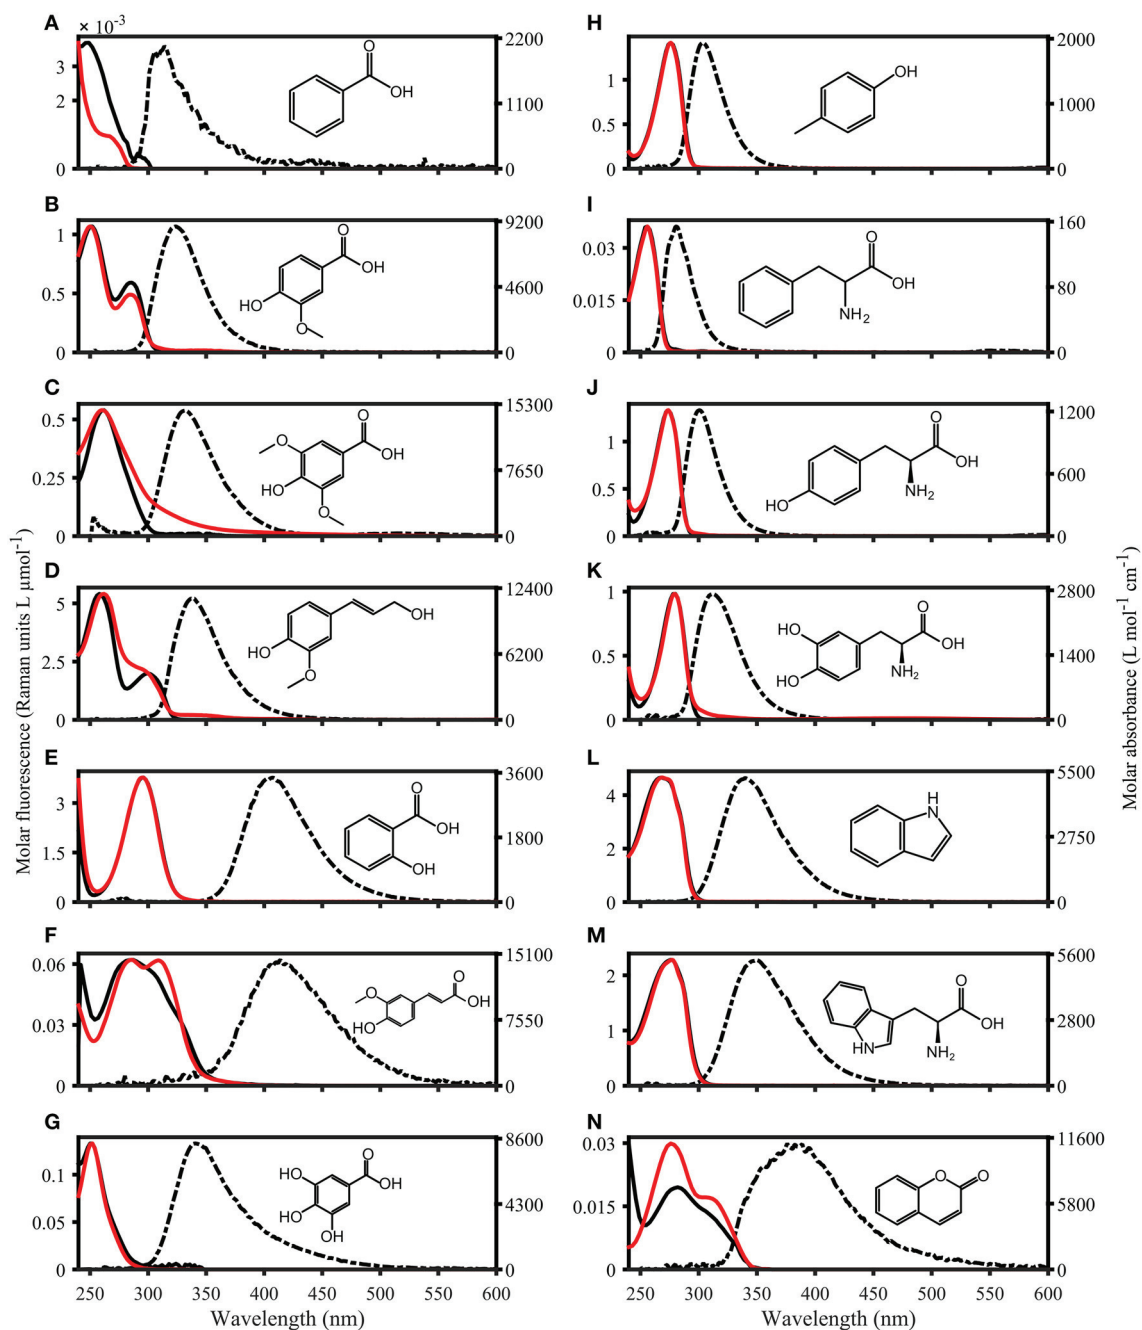 A
× 10⁻³
3
2
0
2200
1100
0
O
OH
B
1
0.5
0
9200
4600
0
O
OH
HO
O
C
0.5
0.25
0
15300
7650
0
O
O
OH
HO
O
D
5
2.5
0
12400
6200
0
OH
HO
O
E
3
1.5
0
3600
1800
0
O
OH
OH
F
0.06
0.03
0
15100
7550
0
O
O
OH
HO
G
0.1
0.05
0
8600
4300
0
HO
O
OH
HO
OH
250 300 350 400 450 500 550 600
Wavelength (nm)
Molar fluorescence (Raman units L μmol⁻¹)
H
1
0.5
0
2000
1000
0
OH
I
0.03
0.015
0
160
80
0
O
OH
NH₂
J
1
0.5
0
1200
600
0
O
OH
NH₂
HO
K
1
0.5
0
2800
1400
0
HO
O
OH
HO
NH₂
L
4
2
0
5500
2750
0
H
N
M
2
1
0
5600
2800
0
O
OH
HN
NH₂
N
0.03
0.015
0
11600
5800
0
O
O
250 300 350 400 450 500 550 600
Wavelength (nm)
Molar absorbance (L mol⁻¹ cm⁻¹)